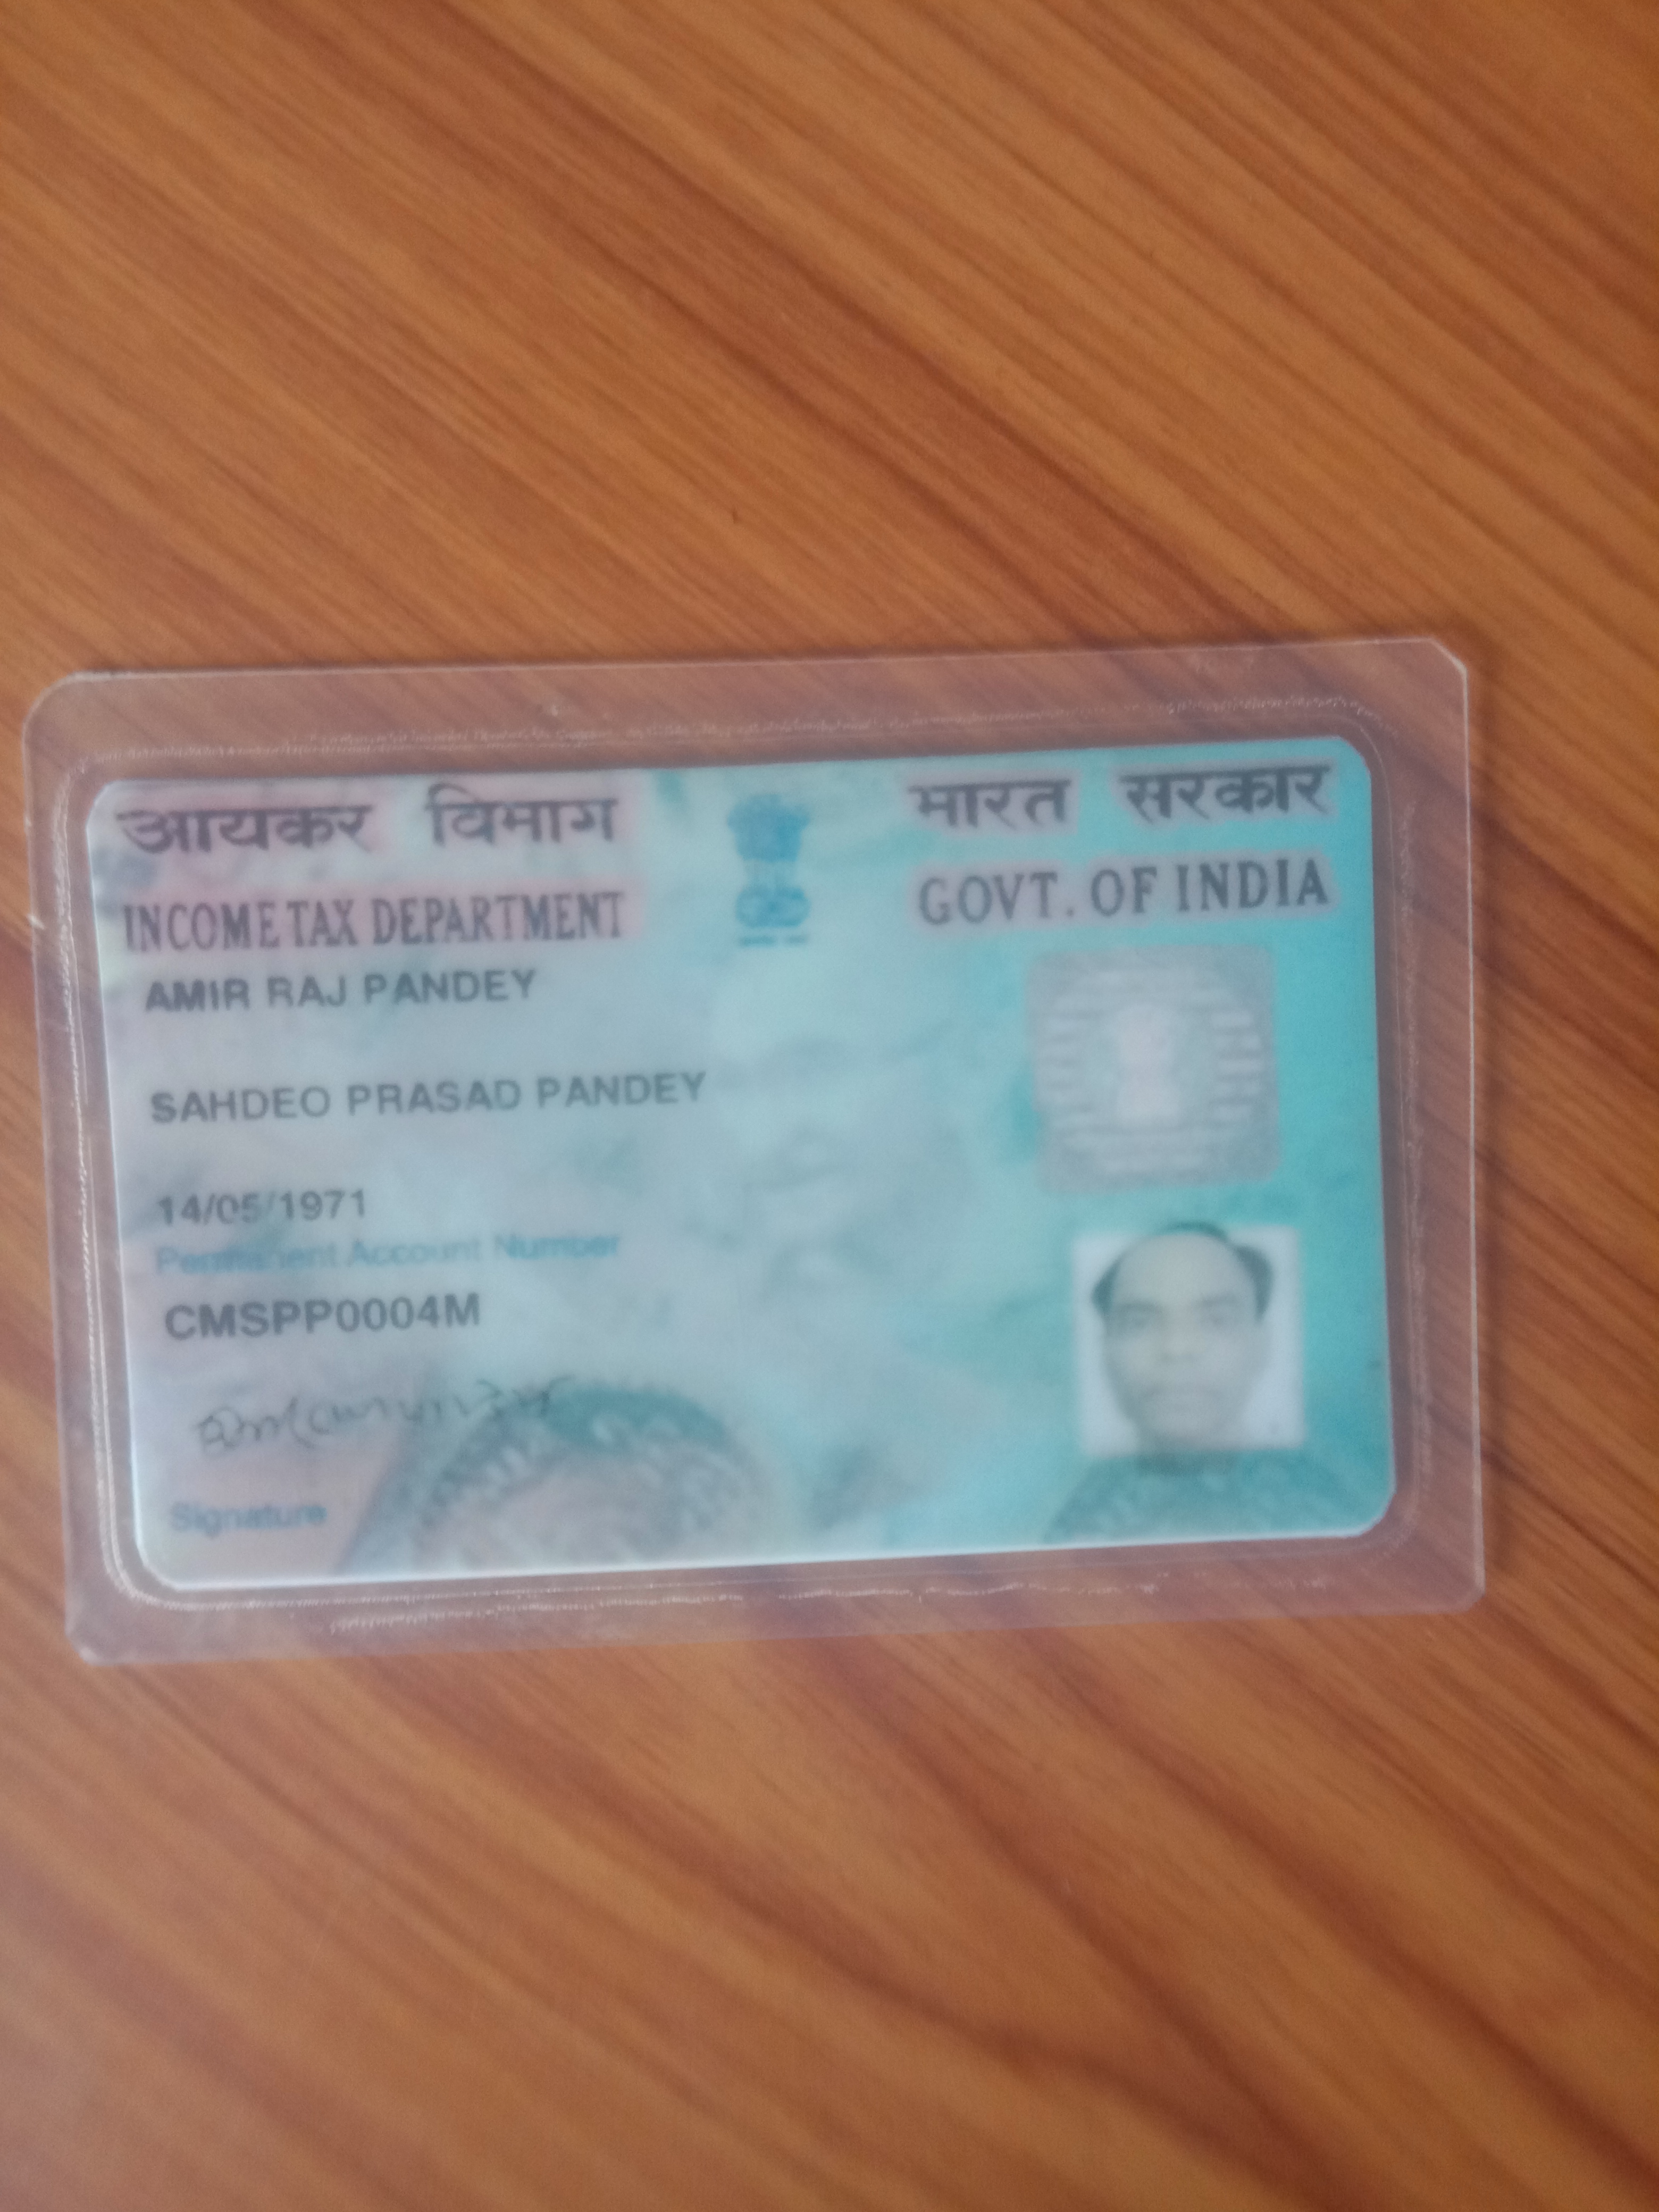 आयकर विभाग
INCOME TAX DEPARTMENT
भारत सरकार
GOVT. OF INDIA
AMIR RAJ PANDEY
SAHDEO PRASAD PANDEY
14/05/1971
Permanent Account Number
CMSPP0004M
Signature